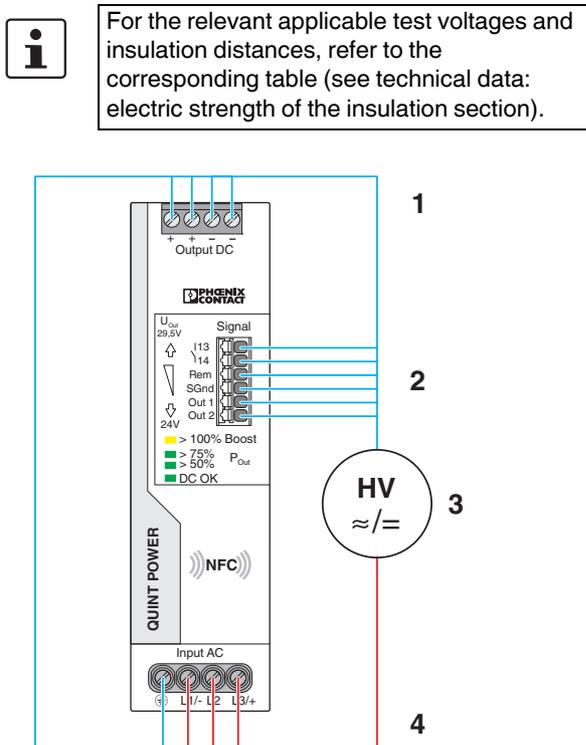 For the relevant applicable test voltages and
insulation distances, refer to the
corresponding table (see technical data:
electric strength of the insulation section).
1
+ + – –
Output DC
PHŒNIX
CONTACT
UOut
29,5V
Signal
13
14
Rem
SGnd
Out 1
Out 2
24V
2
> 100% Boost
> 75%
> 50%
POut
DC OK
HV
≈/=
3
QUINT POWER
NFC
Input AC
L1/- L2 L3/+
4